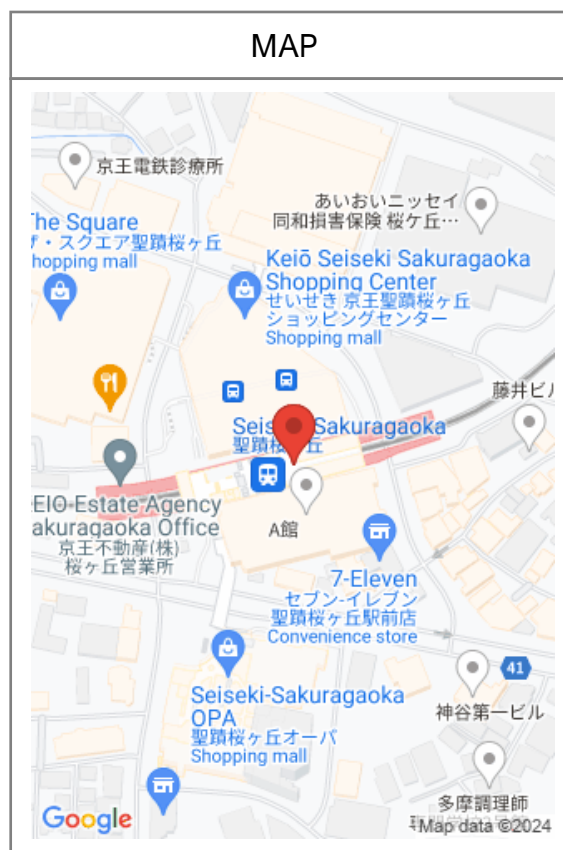 MAP
京王電鉄診療所
The Square
ザ・スクエア聖蹟桜ヶ丘
Shopping mall
あいおいニッセイ
同和損害保険 桜ケ丘…
Keiō Seiseki Sakuragaoka
Shopping Center
せいせき 京王聖蹟桜ヶ丘
ショッピングセンター
Shopping mall
藤井ビル
Sakuragaoka
聖蹟桜ヶ丘
KEIO Estate Agency
Sakuragaoka Office
京王不動産(株)
桜ヶ丘営業所
A館
7-Eleven
セブン-イレブン
聖蹟桜ヶ丘駅前店
Convenience store
41
Seiseki-Sakuragaoka
OPA
聖蹟桜ヶ丘オーパ
Shopping mall
神谷第一ビル
多摩調理師
Google
Map data ©2024